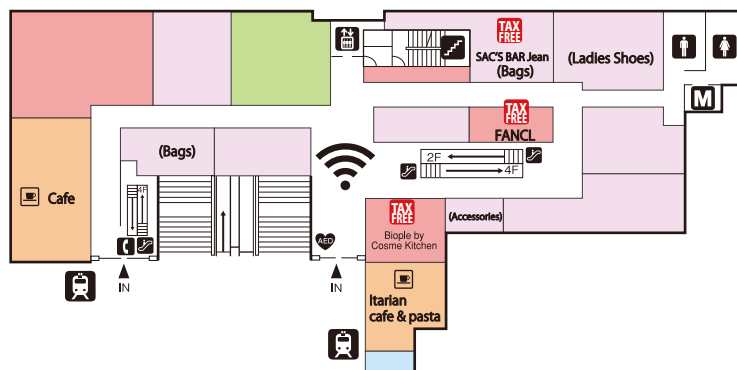 TAX
FREE
SAC'S BAR Jean
(Bags)
(Ladies Shoes)
M
TAX
FREE
FANCL
(Bags)
2F
4F
4F
Cafe
TAX
FREE
(Accessories)
Biople by
Cosme Kitchen
AED
IN
IN
Itarian
cafe & pasta